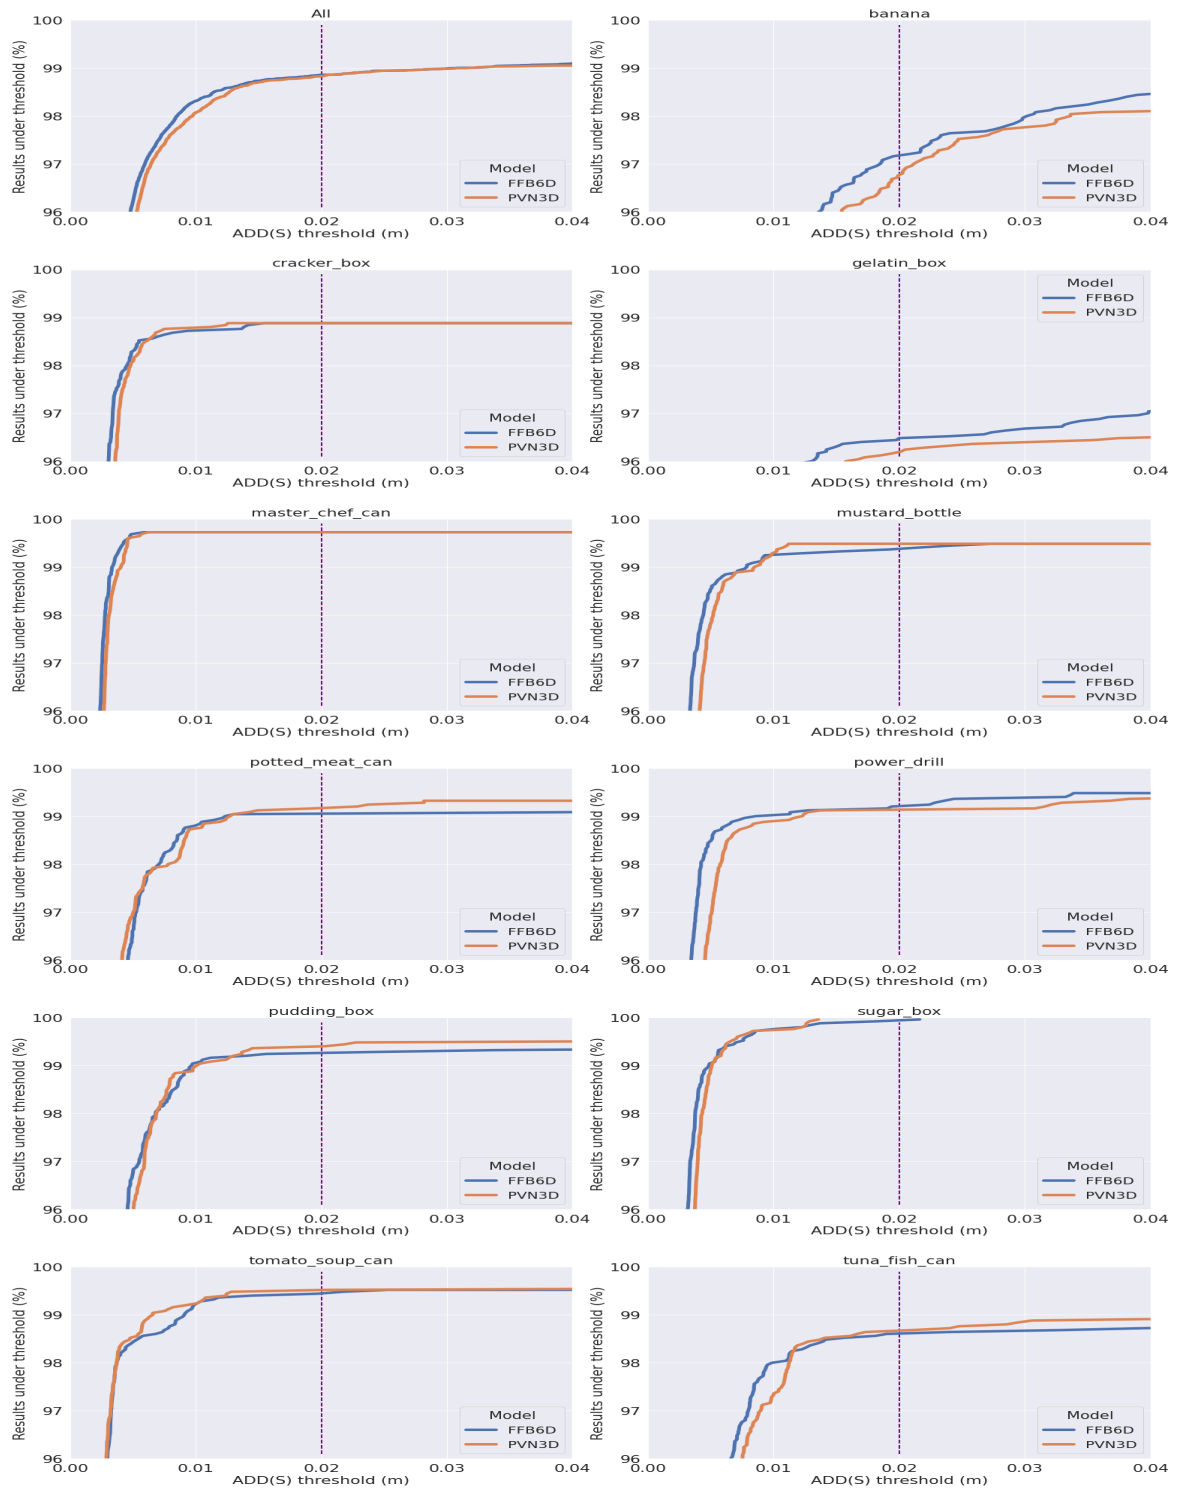 All
100
99
98
97
96
0.00
0.01
0.02
0.03
0.04
Results under threshold (%)
ADD(S) threshold (m)
Model
FFB6D
PVN3D
banana
100
99
98
97
96
0.00
0.01
0.02
0.03
0.04
Results under threshold (%)
ADD(S) threshold (m)
Model
FFB6D
PVN3D
cracker_box
100
99
98
97
96
0.00
0.01
0.02
0.03
0.04
Results under threshold (%)
ADD(S) threshold (m)
Model
FFB6D
PVN3D
gelatin_box
100
99
98
97
96
0.00
0.01
0.02
0.03
0.04
Results under threshold (%)
ADD(S) threshold (m)
Model
FFB6D
PVN3D
master_chef_can
100
99
98
97
96
0.00
0.01
0.02
0.03
0.04
Results under threshold (%)
ADD(S) threshold (m)
Model
FFB6D
PVN3D
mustard_bottle
100
99
98
97
96
0.00
0.01
0.02
0.03
0.04
Results under threshold (%)
ADD(S) threshold (m)
Model
FFB6D
PVN3D
potted_meat_can
100
99
98
97
96
0.00
0.01
0.02
0.03
0.04
Results under threshold (%)
ADD(S) threshold (m)
Model
FFB6D
PVN3D
power_drill
100
99
98
97
96
0.00
0.01
0.02
0.03
0.04
Results under threshold (%)
ADD(S) threshold (m)
Model
FFB6D
PVN3D
pudding_box
100
99
98
97
96
0.00
0.01
0.02
0.03
0.04
Results under threshold (%)
ADD(S) threshold (m)
Model
FFB6D
PVN3D
sugar_box
100
99
98
97
96
0.00
0.01
0.02
0.03
0.04
Results under threshold (%)
ADD(S) threshold (m)
Model
FFB6D
PVN3D
tomato_soup_can
100
99
98
97
96
0.00
0.01
0.02
0.03
0.04
Results under threshold (%)
ADD(S) threshold (m)
Model
FFB6D
PVN3D
tuna_fish_can
100
99
98
97
96
0.00
0.01
0.02
0.03
0.04
Results under threshold (%)
ADD(S) threshold (m)
Model
FFB6D
PVN3D